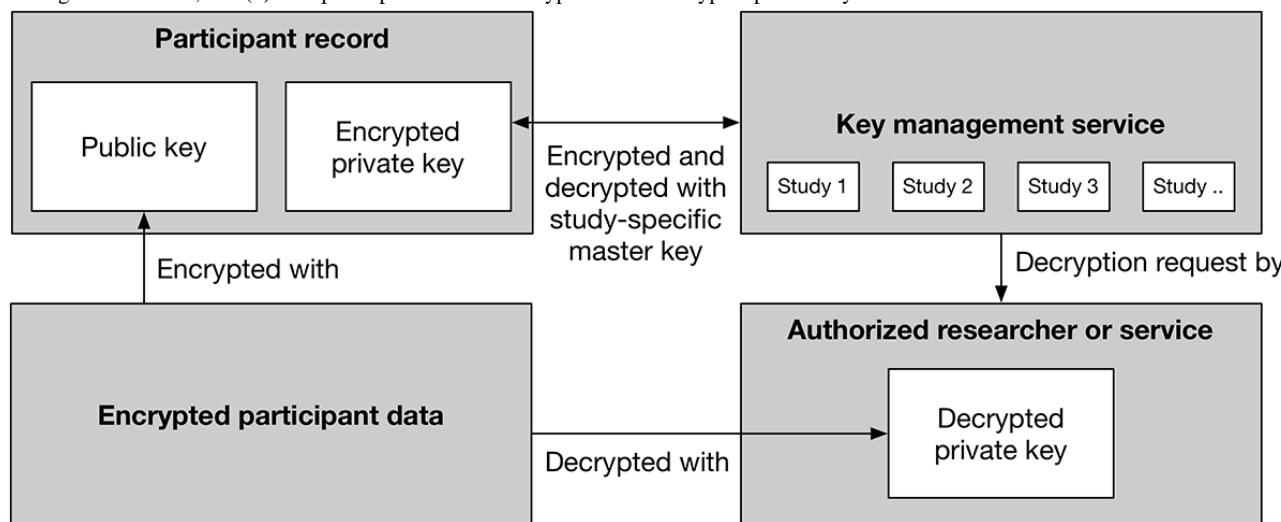 Participant record
Public key
Encrypted
private key
Encrypted and
decrypted with
study-specific
master key
Key management service
Study 1
Study 2
Study 3
Study ..
Encrypted with
Decryption request by
Encrypted participant data
Decrypted with
Authorized researcher or service
Decrypted
private key